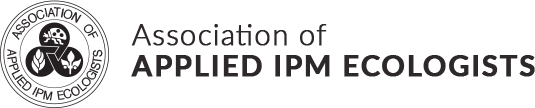 ASSOCIATION OF
APPLIED IPM ECOLOGISTS
Association of
APPLIED IPM ECOLOGISTS